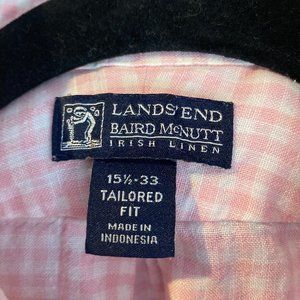 LANDS' END
BAIRD McNUTT
IRISH LINEN
15½-33
TAILORED
FIT
MADE IN
INDONESIA